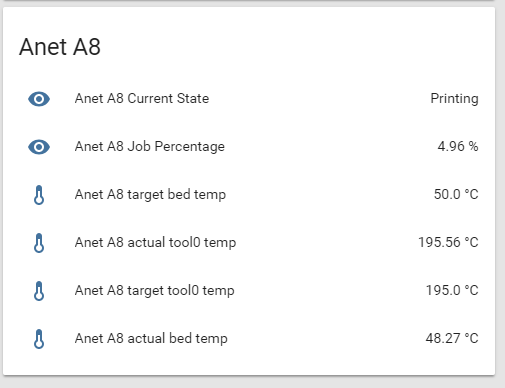 Anet A8
Anet A8 Current State Printing
Anet A8 Job Percentage 4.96 %
Anet A8 target bed temp 50.0 °C
Anet A8 actual tool0 temp 195.56 °C
Anet A8 target tool0 temp 195.0 °C
Anet A8 actual bed temp 48.27 °C